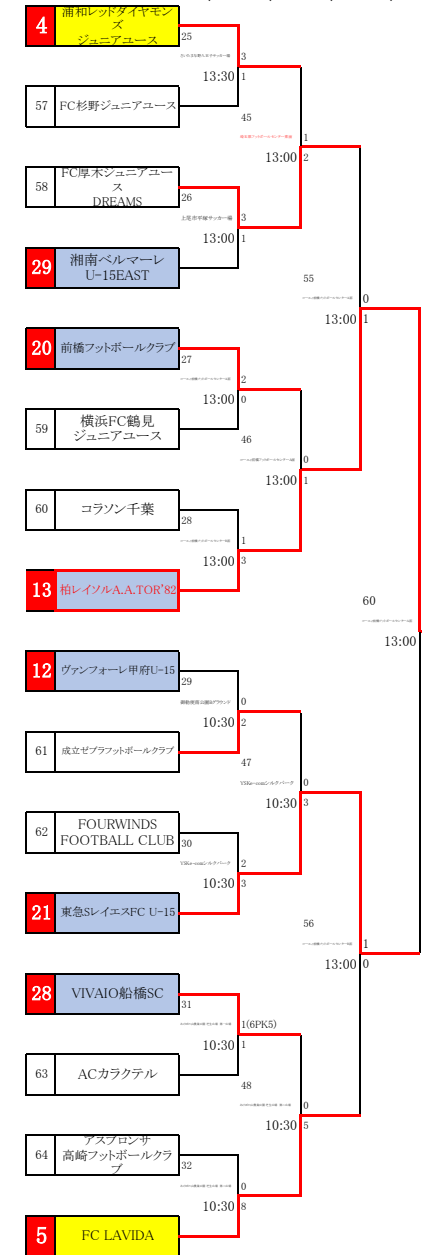 4
浦和レッドダイヤモン
ズ
ジュニアユース
25
3
13:30
1
57
FC杉野ジュニアユース
45
1
13:00
2
58
FC厚木ジュニアユー
ス
DREAMS
26
上尾市平塚サッカー場
3
13:00
1
29
湘南ベルマーレ
U-15EAST
55
0
13:00
1
20
前橋フットボールクラブ
27
2
13:00
0
59
横浜FC鶴見
ジュニアユース
46
0
13:00
1
60
コラソン千葉
28
1
13:00
3
13
柏レイソルA.A.TOR'82
60
13:00
12
ヴァンフォーレ甲府U-15
29
0
10:30
2
61
成立ゼブラフットボールクラブ
47
0
10:30
3
62
FOURWINDS
FOOTBALL CLUB
30
2
10:30
3
21
東急SレイエスFC U-15
56
1
13:00
0
28
VIVAIO船橋SC
31
1(6PK5)
10:30
1
63
ACカラクテル
48
0
10:30
5
64
アスプロンサ
高崎フットボールクラ
ブ
32
0
10:30
8
5
FC LAVIDA